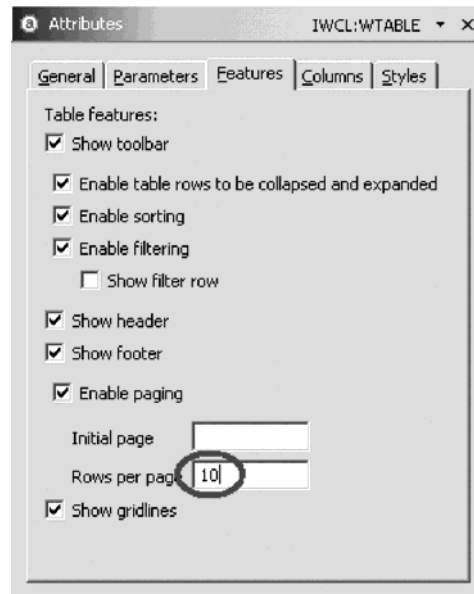 Attributes IWCL:WTABLE
General Parameters Features Columns Styles
Table features:
Show toolbar
Enable table rows to be collapsed and expanded
Enable sorting
Enable filtering
Show filter row
Show header
Show footer
Enable paging
Initial page
Rows per page 10
Show gridlines